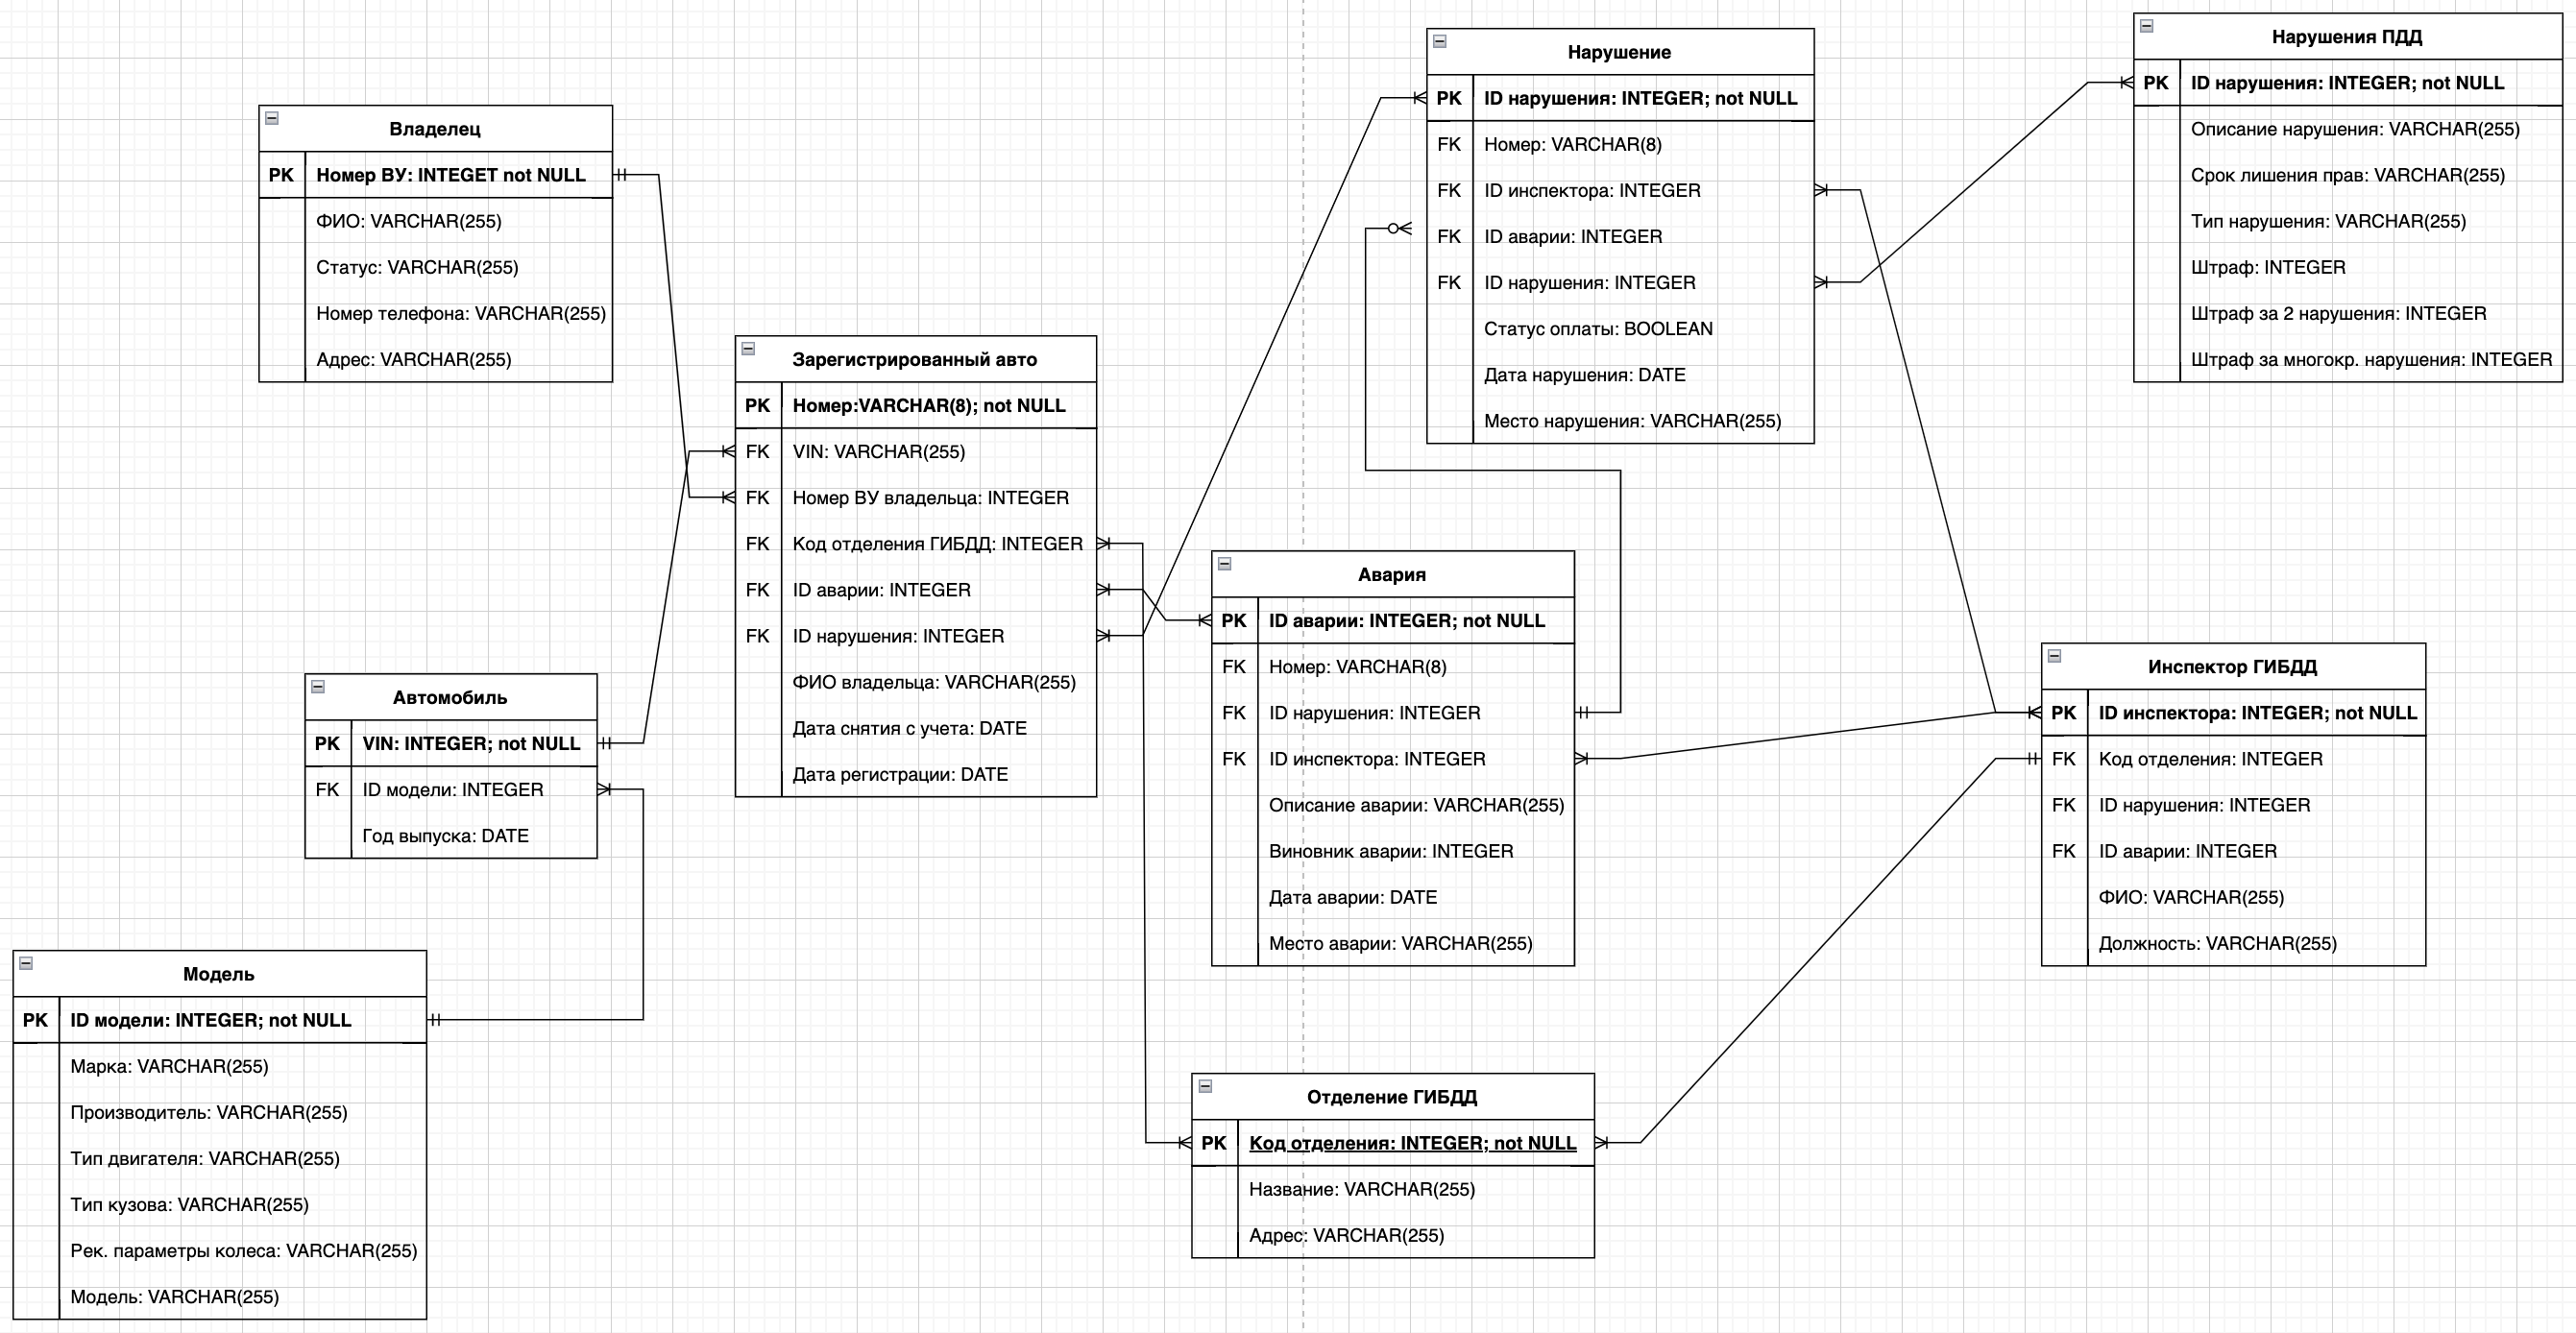 Владелец
PK Номер ВУ: INTEGET not NULL
ФИО: VARCHAR(255)
Статус: VARCHAR(255)
Номер телефона: VARCHAR(255)
Адрес: VARCHAR(255)
Автомобиль
PK VIN: INTEGER; not NULL
FK ID модели: INTEGER
Год выпуска: DATE
Модель
PK ID модели: INTEGER; not NULL
Марка: VARCHAR(255)
Производитель: VARCHAR(255)
Тип двигателя: VARCHAR(255)
Тип кузова: VARCHAR(255)
Рек. параметры колеса: VARCHAR(255)
Модель: VARCHAR(255)
Зарегистрированный авто
PK Номер:VARCHAR(8); not NULL
FK VIN: VARCHAR(255)
FK Номер ВУ владельца: INTEGER
FK Код отделения ГИБДД: INTEGER
FK ID аварии: INTEGER
FK ID нарушения: INTEGER
ФИО владельца: VARCHAR(255)
Дата снятия с учета: DATE
Дата регистрации: DATE
Нарушение
PK ID нарушения: INTEGER; not NULL
FK Номер: VARCHAR(8)
FK ID инспектора: INTEGER
FK ID аварии: INTEGER
FK ID нарушения: INTEGER
Статус оплаты: BOOLEAN
Дата нарушения: DATE
Место нарушения: VARCHAR(255)
Авария
PK ID аварии: INTEGER; not NULL
FK Номер: VARCHAR(8)
FK ID нарушения: INTEGER
FK ID инспектора: INTEGER
Описание аварии: VARCHAR(255)
Виновник аварии: INTEGER
Дата аварии: DATE
Место аварии: VARCHAR(255)
Отделение ГИБДД
PK Код отделения: INTEGER; not NULL
Название: VARCHAR(255)
Адрес: VARCHAR(255)
Нарушения ПДД
PK ID нарушения: INTEGER; not NULL
Описание нарушения: VARCHAR(255)
Срок лишения прав: VARCHAR(255)
Тип нарушения: VARCHAR(255)
Штраф: INTEGER
Штраф за 2 нарушения: INTEGER
Штраф за многокр. нарушения: INTEGER
Инспектор ГИБДД
PK ID инспектора: INTEGER; not NULL
FK Код отделения: INTEGER
FK ID нарушения: INTEGER
FK ID аварии: INTEGER
ФИО: VARCHAR(255)
Должность: VARCHAR(255)